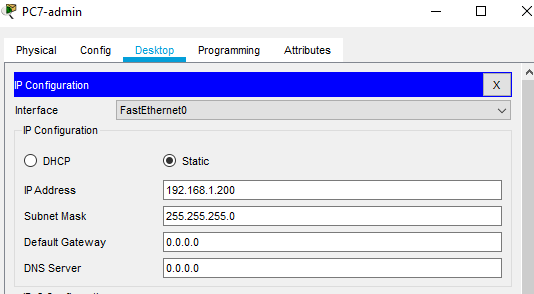 PC7-admin
Physical Config Desktop Programming Attributes
IP Configuration X
Interface FastEthernet0
IP Configuration
DHCP Static
IP Address 192.168.1.200
Subnet Mask 255.255.255.0
Default Gateway 0.0.0.0
DNS Server 0.0.0.0